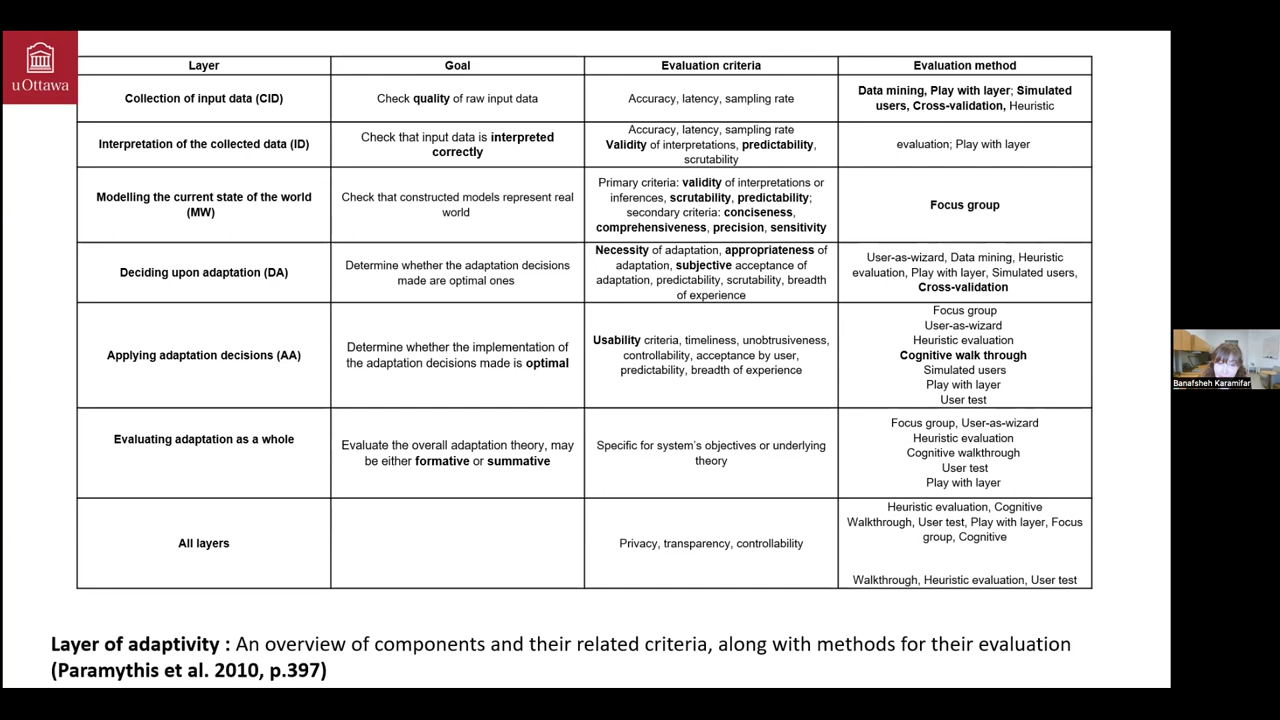 uOttawa
Layer
Goal
Evaluation criteria
Evaluation method
Collection of input data (CID)
Check quality of raw input data
Accuracy, latency, sampling rate
Data mining, Play with layer; Simulated
users, Cross-validation, Heuristic
Interpretation of the collected data (ID)
Check that input data is interpreted
correctly
Accuracy, latency, sampling rate
Validity of interpretations, predictability,
scrutability
evaluation; Play with layer
Modelling the current state of the world
(MW)
Check that constructed models represent real
world
Primary criteria: validity of interpretations or
inferences, scrutability, predictability;
secondary criteria: conciseness,
comprehensiveness, precision, sensitivity
Focus group
Deciding upon adaptation (DA)
Determine whether the adaptation decisions
made are optimal ones
Necessity of adaptation, appropriateness of
adaptation, subjective acceptance of
adaptation, predictability, scrutability, breadth
of experience
User-as-wizard, Data mining, Heuristic
evaluation, Play with layer, Simulated users,
Cross-validation
Applying adaptation decisions (AA)
Determine whether the implementation of
the adaptation decisions made is optimal
Usability criteria, timeliness, unobtrusiveness,
controllability, acceptance by user,
predictability, breadth of experience
Focus group
User-as-wizard
Heuristic evaluation
Cognitive walk through
Simulated users
Play with layer
User test
Evaluating adaptation as a whole
Evaluate the overall adaptation theory, may
be either formative or summative
Specific for system's objectives or underlying
theory
Focus group, User-as-wizard
Heuristic evaluation
Cognitive walkthrough
User test
Play with layer
All layers
Privacy, transparency, controllability
Heuristic evaluation, Cognitive
Walkthrough, User test, Play with layer, Focus
group, Cognitive
Walkthrough, Heuristic evaluation, User test
Layer of adaptivity : An overview of components and their related criteria, along with methods for their evaluation
(Paramythis et al. 2010, p.397)
Banafsheh Karamifar